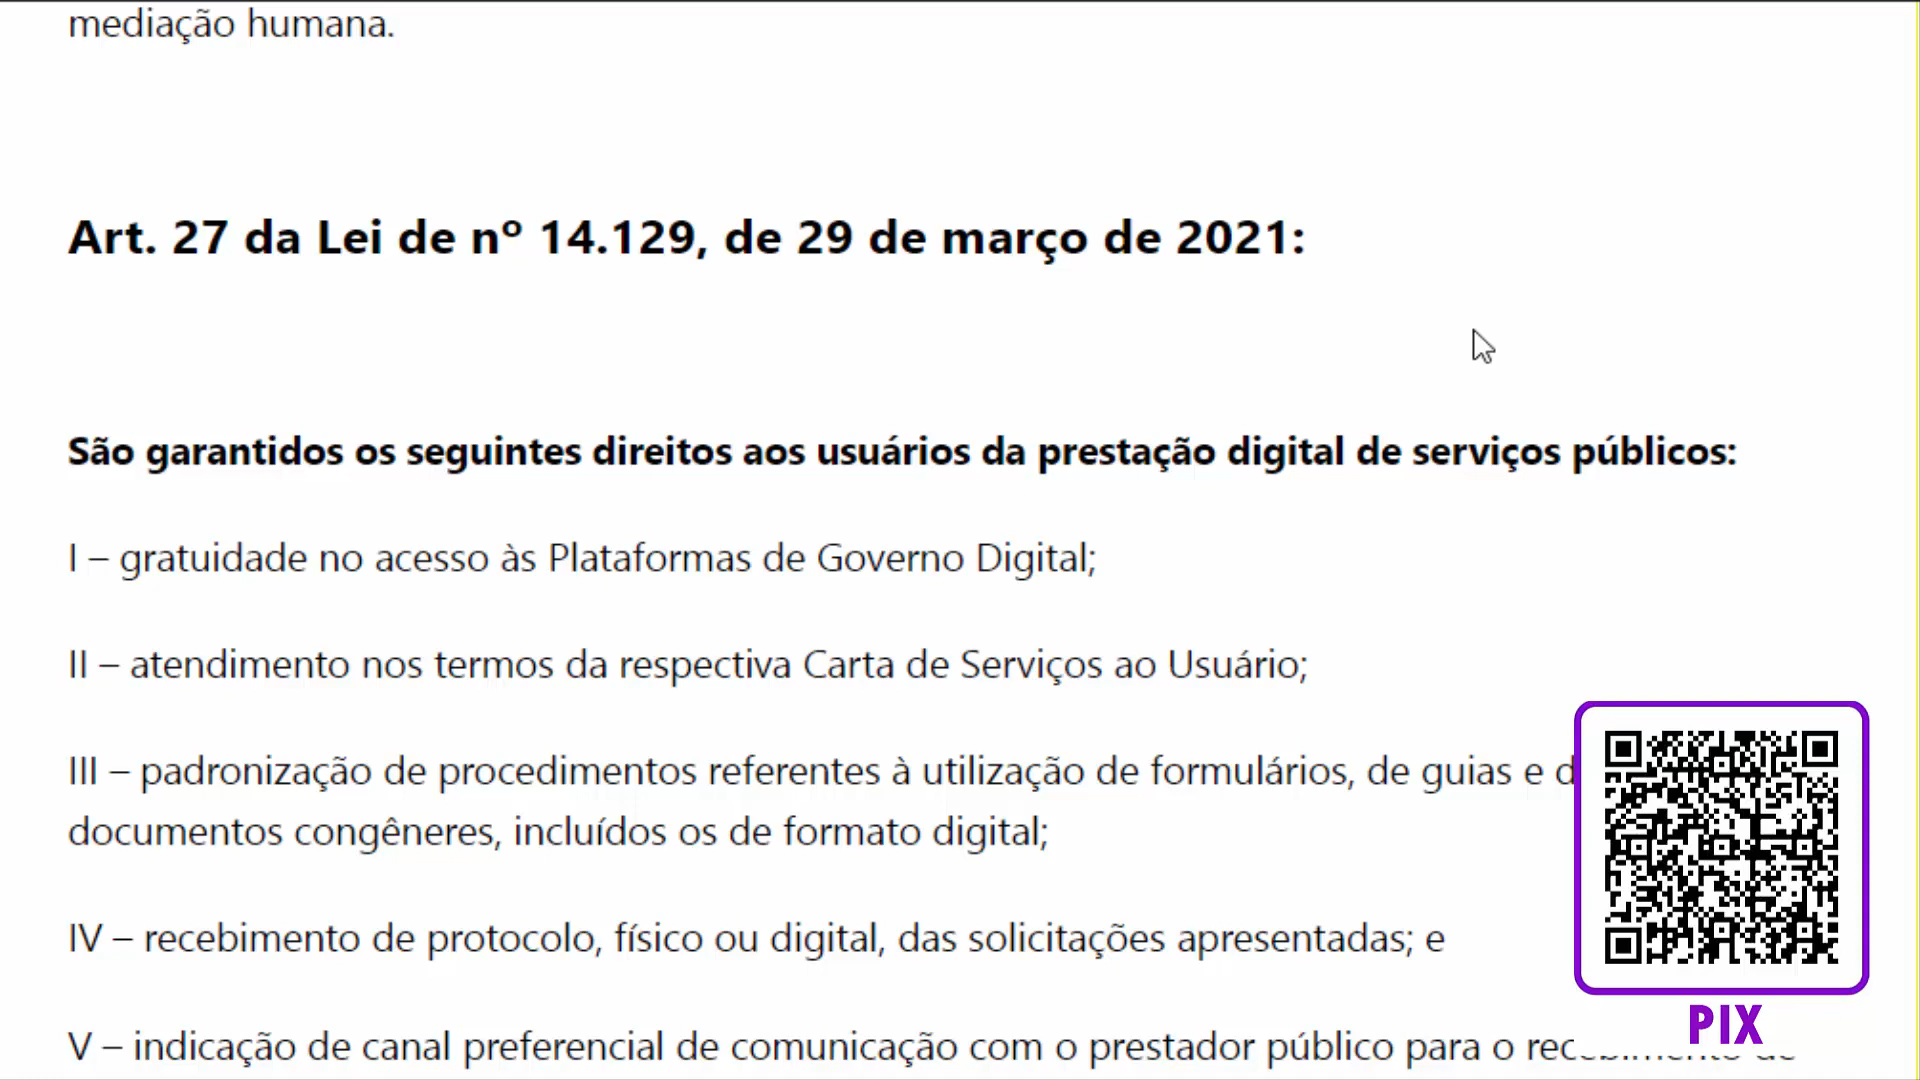 mediação humana.
Art. 27 da Lei de nº 14.129, de 29 de março de 2021:
São garantidos os seguintes direitos aos usuários da prestação digital de serviços públicos:
I – gratuidade no acesso às Plataformas de Governo Digital;
II – atendimento nos termos da respectiva Carta de Serviços ao Usuário;
III – padronização de procedimentos referentes à utilização de formulários, de guias e
documentos congêneres, incluídos os de formato digital;
IV – recebimento de protocolo, físico ou digital, das solicitações apresentadas; e
V – indicação de canal preferencial de comunicação com o prestador público para o
PIX